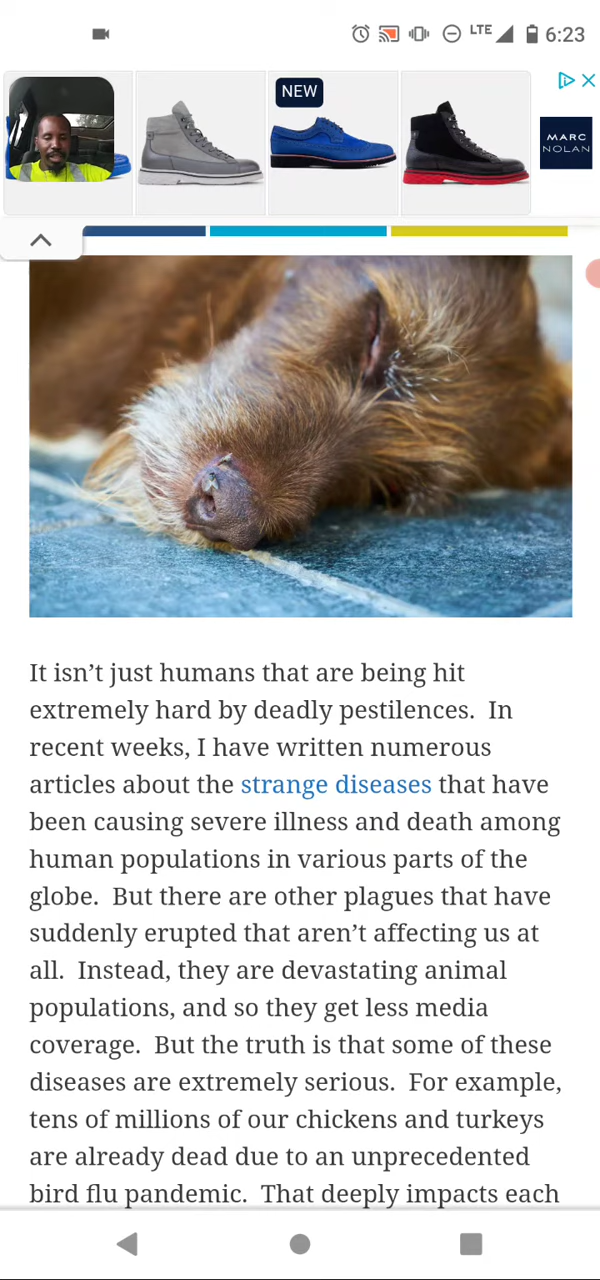 LTE 6:23
NEW
MARC
NOLAN
It isn’t just humans that are being hit
extremely hard by deadly pestilences.  In
recent weeks, I have written numerous
articles about the strange diseases that have
been causing severe illness and death among
human populations in various parts of the
globe.  But there are other plagues that have
suddenly erupted that aren’t affecting us at
all.  Instead, they are devastating animal
populations, and so they get less media
coverage.  But the truth is that some of these
diseases are extremely serious.  For example,
tens of millions of our chickens and turkeys
are already dead due to an unprecedented
bird flu pandemic.  That deeply impacts each